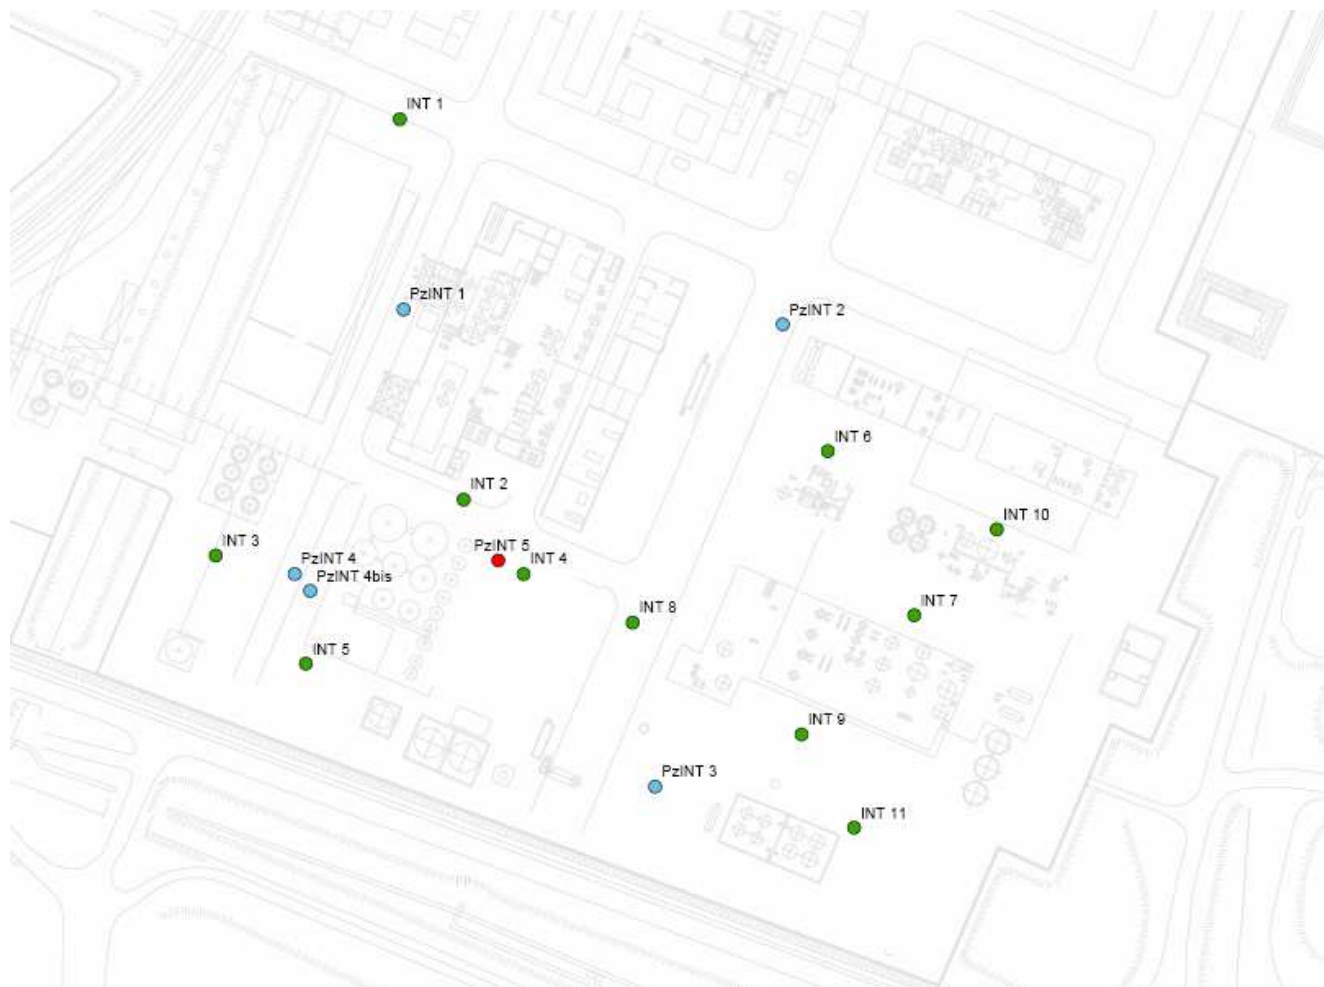 INT 1
PzINT 1
PzINT 2
INT 6
INT 2
INT 10
INT 3
PzINT 5
PzINT 4
INT 4
PzINT 4bis
INT 8
INT 7
INT 5
INT 9
PzINT 3
INT 11